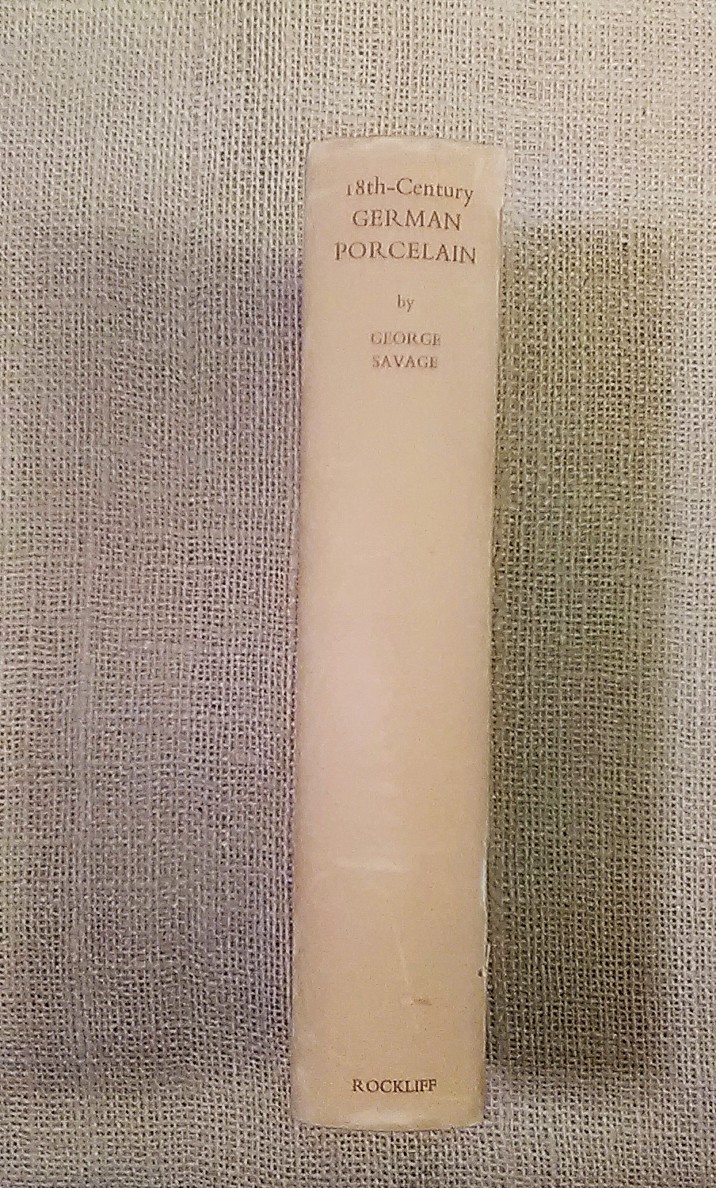 18th-Century
GERMAN
PORCELAIN
by
GEORGE
SAVAGE
ROCKLIFF